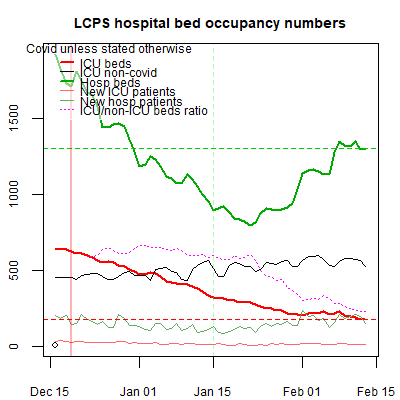 LCPS hospital bed occupancy numbers
Covid unless stated otherwise
ICU beds
ICU non-covid
Hosp beds
New ICU patients
New hosp patients
ICU/non-ICU beds ratio
1500
1000
500
0
Dec 15
Jan 01
Jan 15
Feb 01
Feb 15